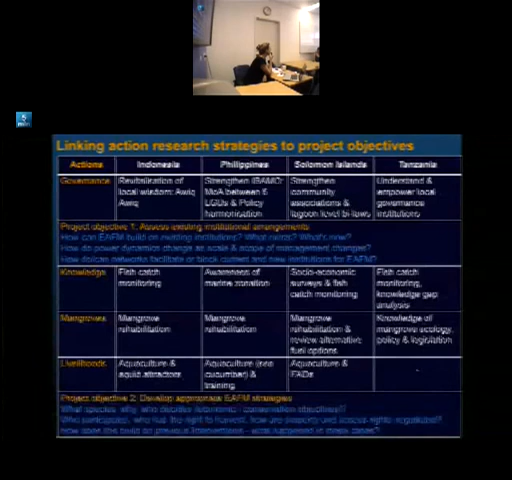 Linking action research strategies to project objectives
Actions Indonesia Philippines Solomon Islands Tanzania
Governance Revitalisation of local wisdom: Awiq Awiq
Strengthen IBAMC: MoA between 5 LGUs & Policy harmonisation
Strengthen community associations & lagoon level bi-laws
Understand & empower local governance institutions
Project objective 1: Assess existing institutional arrangements
How can EAFM build on existing institutions? What works? What's new?
How do power dynamics change as scale & scope of management changes?
How do/can networks facilitate or block current and new institutions for EAFM?
Knowledge Fish catch monitoring
Awareness of marine zonation
Socio-economic surveys & fish catch monitoring
Fish catch monitoring, knowledge gap analysis
Mangroves Mangrove rehabilitation
Mangrove rehabilitation
Mangrove rehabilitation & review alternative fuel options
Knowledge of mangrove ecology, policy & legislation
Livelihoods Aquaculture & squid attractors
Aquaculture (sea cucumber) & training
Aquaculture & FADs
-
Project objective 2: Develop appropriate EAFM strategies
What species, why, who decides
conservation objectives?
Who participates, who has the right to harvest, how are property and access rights negotiated?
How does this build on previous interventions - what happened in those cases?